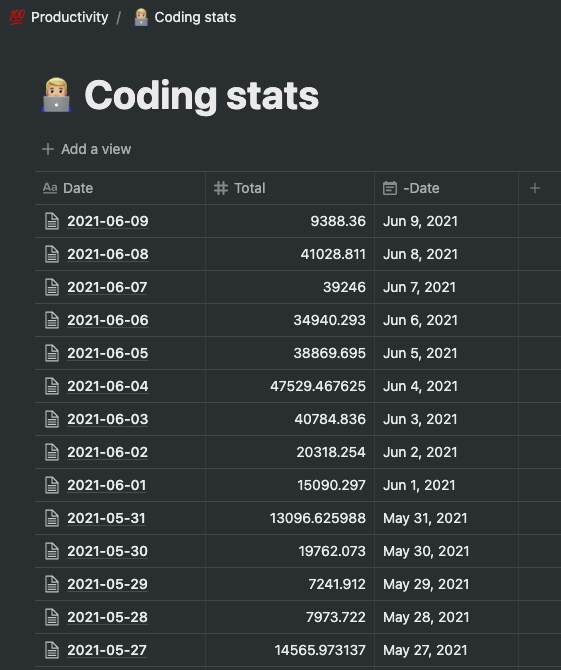 💯 Productivity / 👨🏼‍💻 Coding stats
👨🏼‍💻 Coding stats
+ Add a view
Aa Date # Total -Date +
2021-06-09 9388.36 Jun 9, 2021
2021-06-08 41028.811 Jun 8, 2021
2021-06-07 39246 Jun 7, 2021
2021-06-06 34940.293 Jun 6, 2021
2021-06-05 38869.695 Jun 5, 2021
2021-06-04 47529.467625 Jun 4, 2021
2021-06-03 40784.836 Jun 3, 2021
2021-06-02 20318.254 Jun 2, 2021
2021-06-01 15090.297 Jun 1, 2021
2021-05-31 13096.625988 May 31, 2021
2021-05-30 19762.073 May 30, 2021
2021-05-29 7241.912 May 29, 2021
2021-05-28 7973.722 May 28, 2021
2021-05-27 14565.973137 May 27, 2021